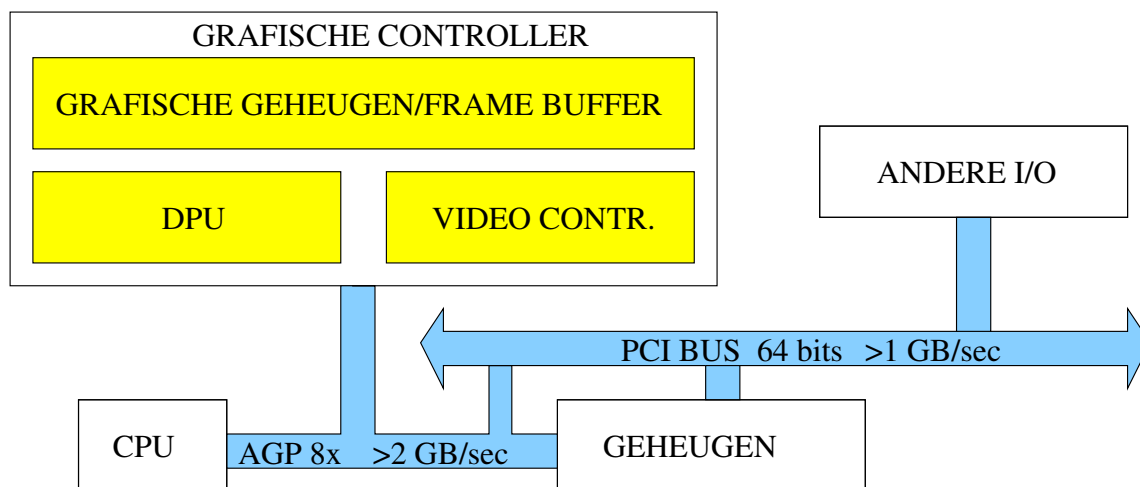 GRAFISCHE CONTROLLER
GRAFISCHE GEHEUGEN/FRAME BUFFER
DPU
VIDEO CONTR.
ANDERE I/O
PCI BUS 64 bits >1 GB/sec
CPU
AGP 8x >2 GB/sec
GEHEUGEN